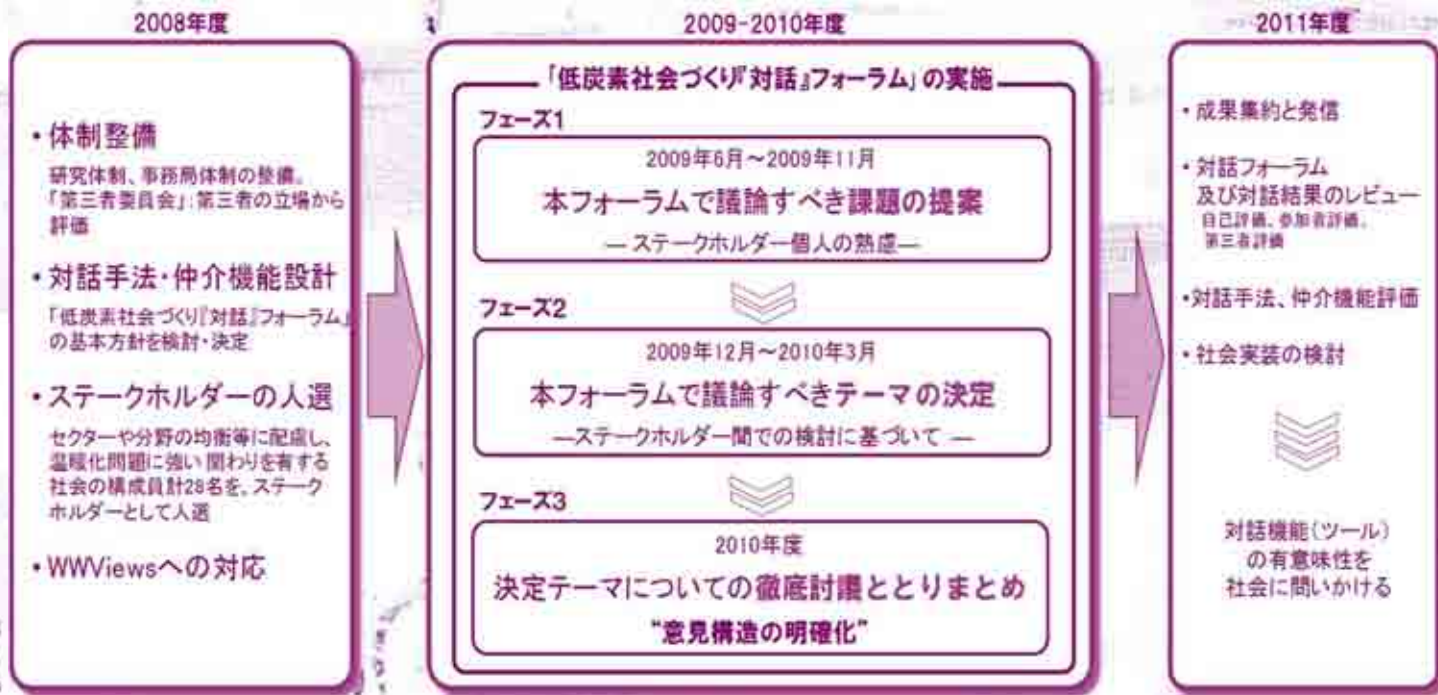 2008年度
・体制整備
研究体制、事務局体制の整備。
「第三者委員会」:第三者の立場から
評価
・対話手法・仲介機能設計
「低炭素社会づくり『対話』フォーラム」
の基本方針を検討・決定
・ステークホルダーの人選
セクターや分野の均衡等に配慮し、
温暖化問題に強い関わりを有する
社会の構成員計28名を、ステーク
ホルダーとして人選
・WWViewsへの対応
2009-2010年度
「低炭素社会づくり『対話』フォーラム」の実施
フェーズ1
2009年6月～2009年11月
本フォーラムで議論すべき課題の提案
― ステークホルダー個人の熟慮―
フェーズ2
2009年12月～2010年3月
本フォーラムで議論すべきテーマの決定
―ステークホルダー間での検討に基づいて ―
フェーズ3
2010年度
決定テーマについての徹底討議ととりまとめ
“意見構造の明確化”
2011年度
・成果集約と発信
・対話フォーラム
及び対話結果のレビュー
自己評価、参加者評価、
第三者評価
・対話手法、仲介機能評価
・社会実装の検討
対話機能(ツール)
の有意味性を
社会に問いかける